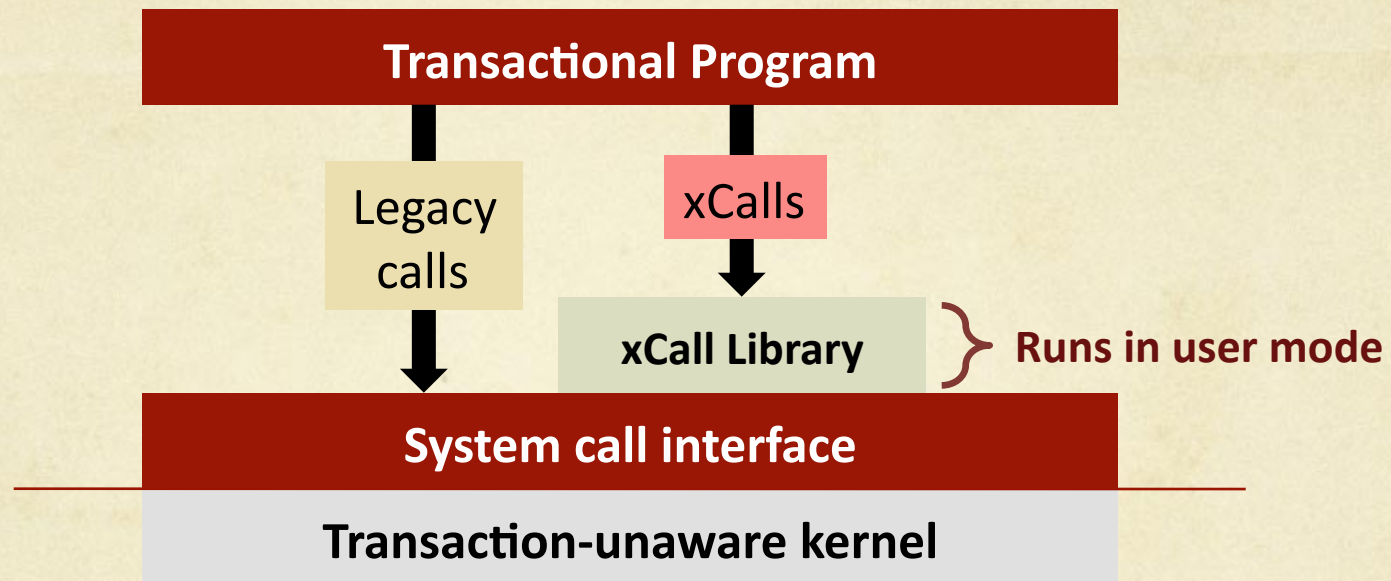 Transactional Program
Legacy
calls
xCalls
xCall Library
Runs in user mode
System call interface
Transaction-unaware kernel